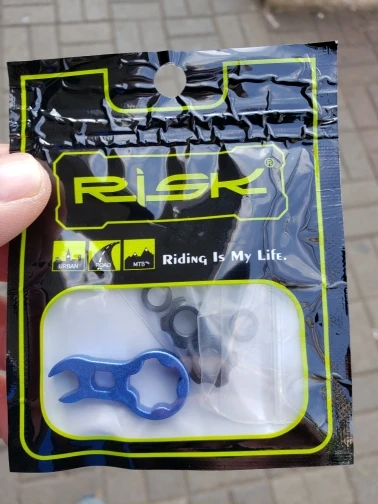 RISK®
URBAN
ROAD
MTB
Riding Is My Life.